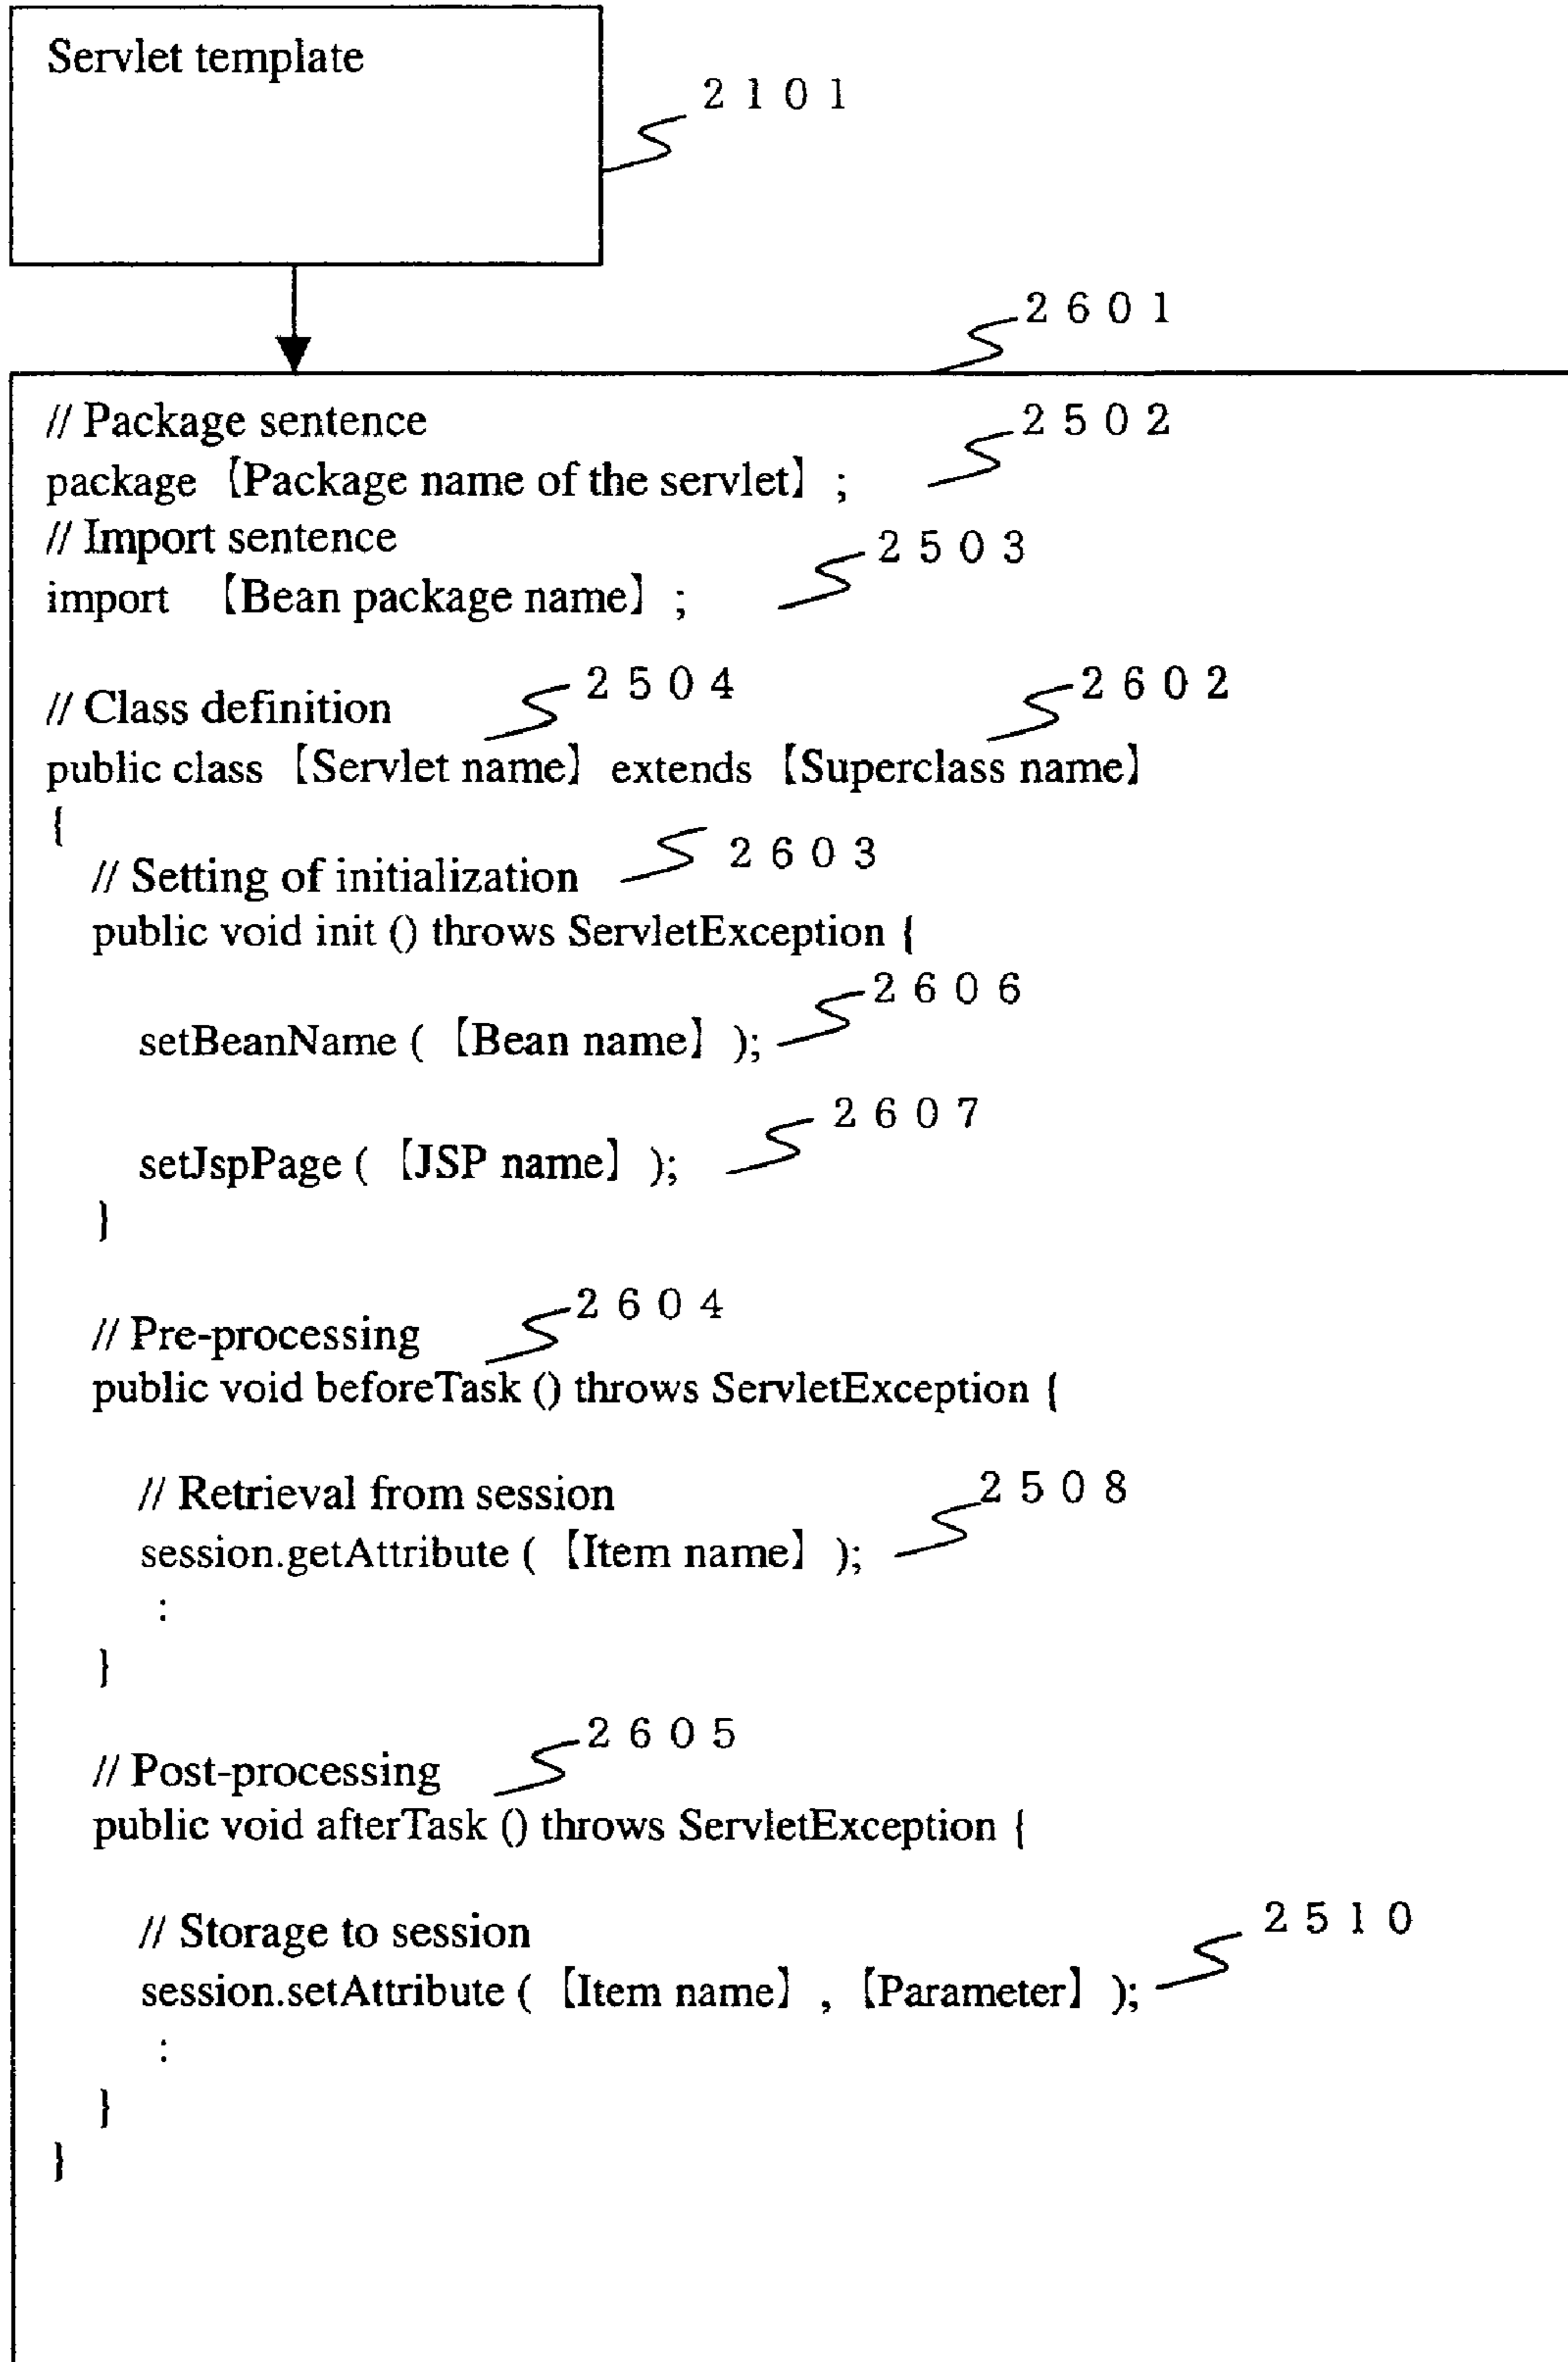 Servlet template
2101
2601
// Package sentence
2502
package 【Package name of the servlet】 ;
// Import sentence
2503
import 【Bean package name】 ;
2504
2602
// Class definition
public class 【Servlet name】 extends 【Superclass name】
{
2603
// Setting of initialization
public void init () throws ServletException {
2606
setBeanName ( 【Bean name】 );
2607
setJspPage ( 【JSP name】 );
}
2604
// Pre-processing
public void beforeTask () throws ServletException {
// Retrieval from session
2508
session.getAttribute ( 【Item name】 );
:
}
2605
// Post-processing
public void afterTask () throws ServletException {
2510
// Storage to session
session.setAttribute ( 【Item name】 , 【Parameter】 );
:
}
}